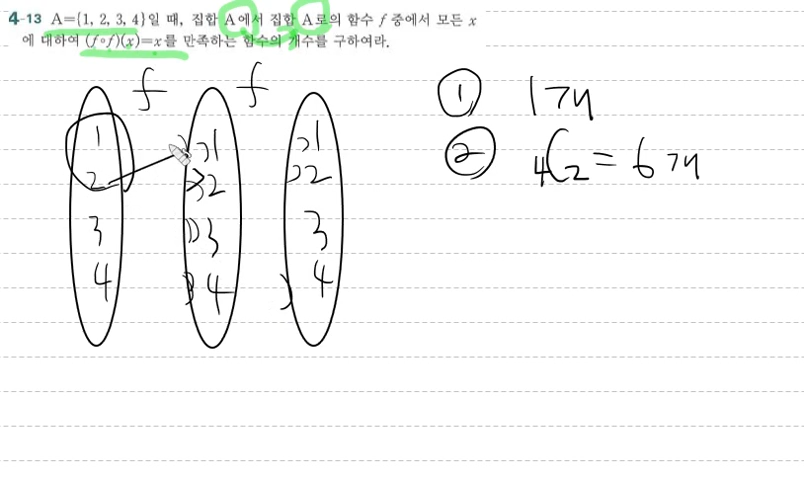 4-13 A={1, 2, 3, 4}일 때, 집합 A에서 집합 A로의 함수 f 중에서 모든 x
에 대하여 (f∘f)(x)=x를 만족하는 함수의 개수를 구하여라.
f f
1 1 1
2 2 2
3 3 3
4 4 4
① 1개
② ₄C₂ = 6개